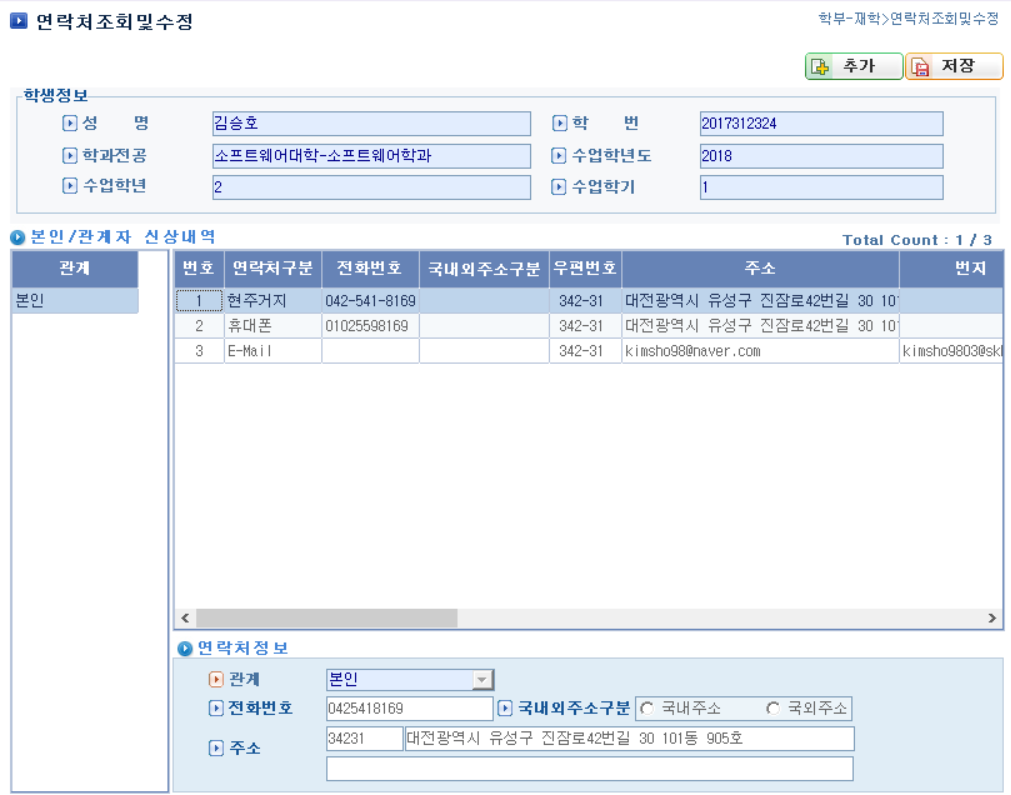 연락처조회및수정
학부-재학>연락처조회및수정
추가 저장
학생정보
성 명 김승호 학 번 2017312324
학과전공 소프트웨어대학-소프트웨어학과 수업학년도 2018
수업학년 2 수업학기 1
본인/관계자 신상내역
Total Count : 1 / 3
관계
본인
번호 연락처구분 전화번호 국내외주소구분 우편번호 주소 번지
1 현주거지 042-541-8169 342-31 대전광역시 유성구 진잠로42번길 30 10
2 휴대폰 01025598169 342-31 대전광역시 유성구 진잠로42번길 30 10
3 E-Mail 342-31 kimsho98@naver.com kimsho9803@sk
연락처정보
관계 본인
전화번호 0425418169 국내외주소구분 국내주소 국외주소
주소 34231 대전광역시 유성구 진잠로42번길 30 101동 905호